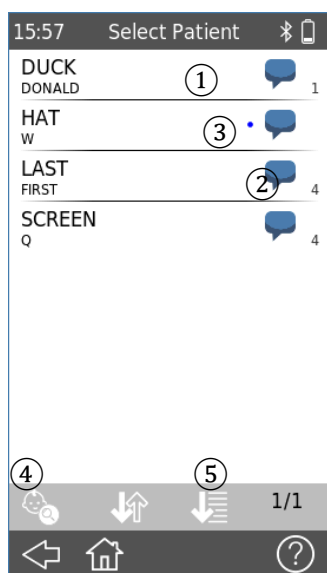 15:57 Select Patient
DUCK ①
DONALD 1
HAT ③
W
LAST ②
FIRST 4
SCREEN
Q 4
④ ⑤
1/1
?